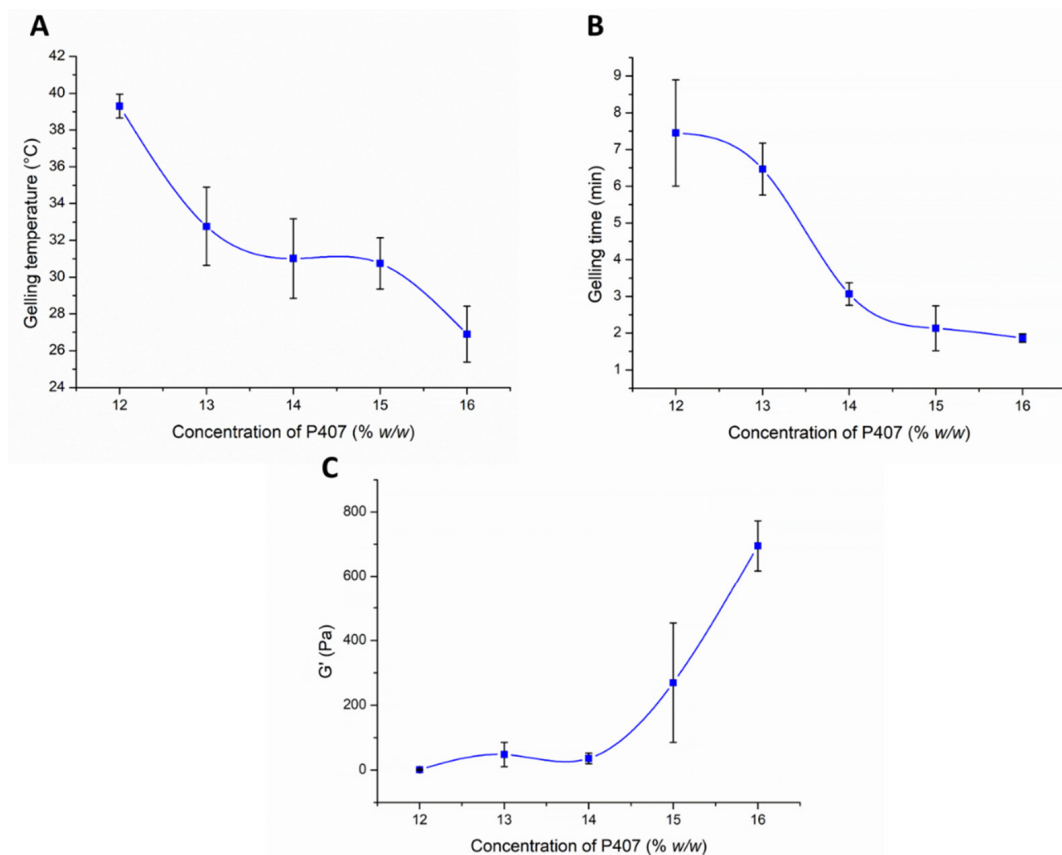 A
42
40
38
36
34
32
30
28
26
24
Gelling temperature (°C)
12 13 14 15 16
Concentration of P407 (% w/w)
B
9
8
7
6
5
4
3
2
1
Gelling time (min)
12 13 14 15 16
Concentration of P407 (% w/w)
C
800
600
400
200
0
G' (Pa)
12 13 14 15 16
Concentration of P407 (% w/w)